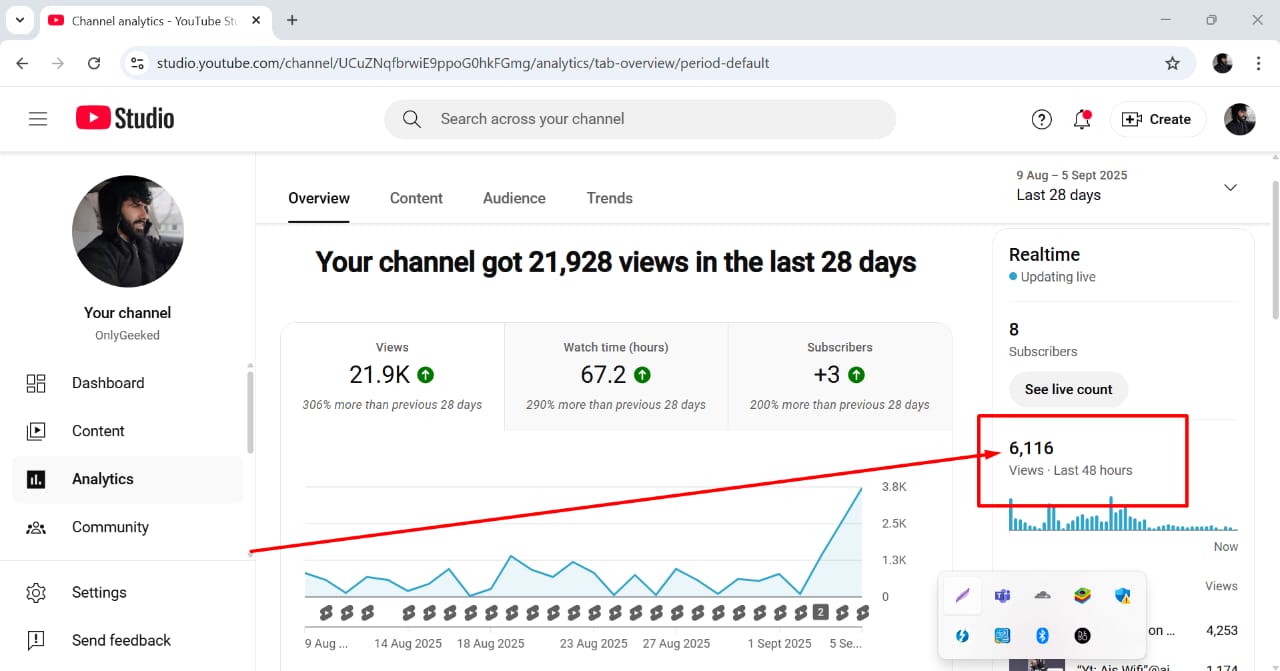 Channel analytics - YouTube Stu
studio.youtube.com/channel/UCuZNqfbrwiE9ppoG0hkFGmg/analytics/tab-overview/period-default
Studio
Search across your channel
Create
Your channel
OnlyGeeked
Dashboard
Content
Analytics
Community
Settings
Send feedback
Overview Content Audience Trends
9 Aug – 5 Sept 2025
Last 28 days
Your channel got 21,928 views in the last 28 days
Views
21.9K
306% more than previous 28 days
Watch time (hours)
67.2
290% more than previous 28 days
Subscribers
+3
200% more than previous 28 days
3.8K
2.5K
1.3K
0
2
9 Aug ... 14 Aug 2025 18 Aug 2025 23 Aug 2025 27 Aug 2025 1 Sept 2025 5 Se...
Realtime
Updating live
8
Subscribers
See live count
6,116
Views · Last 48 hours
Now
Views
on ... 4,253
"Yt: Ais Wifi"@ai 1,174